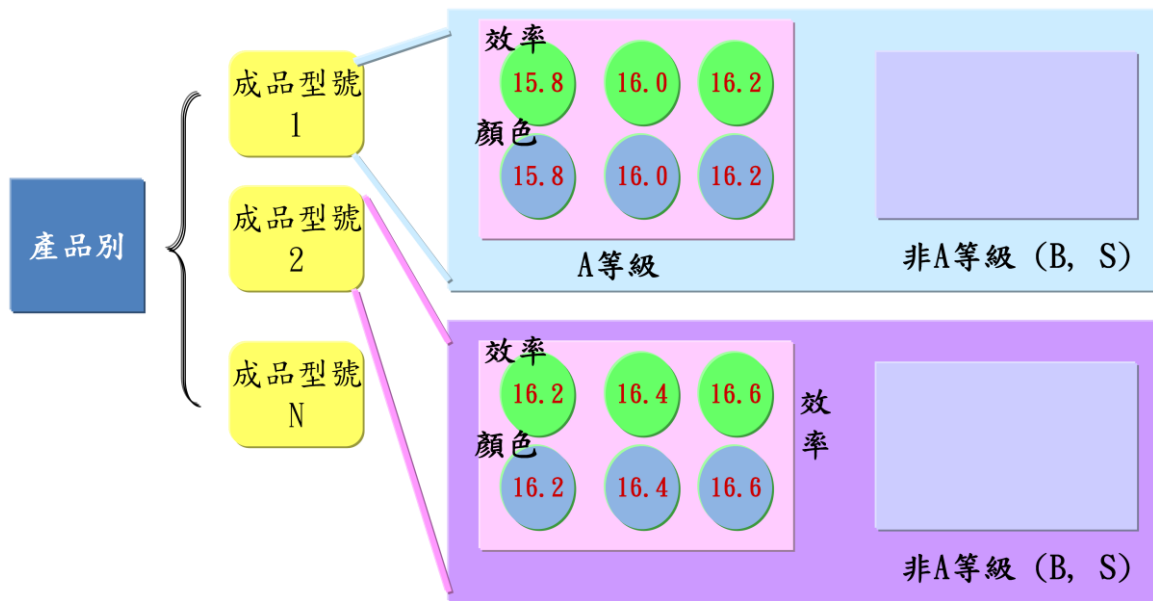 產品別
成品型號
1
成品型號
2
成品型號
N
效率
15.8 16.0 16.2
顏色
15.8 16.0 16.2
A等級
非A等級 (B, S)
效率
16.2 16.4 16.6
顏色
16.2 16.4 16.6
效
率
非A等級 (B, S)